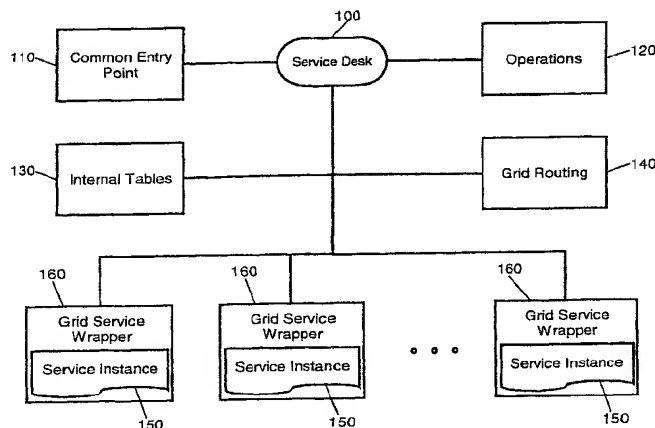 100
110
Common Entry
Point
Service Desk
Operations
120
130
Internal Tables
Grid Routing
140
160
Grid Service
Wrapper
Service Instance
150
160
Grid Service
Wrapper
Service Instance
150
160
Grid Service
Wrapper
Service Instance
150